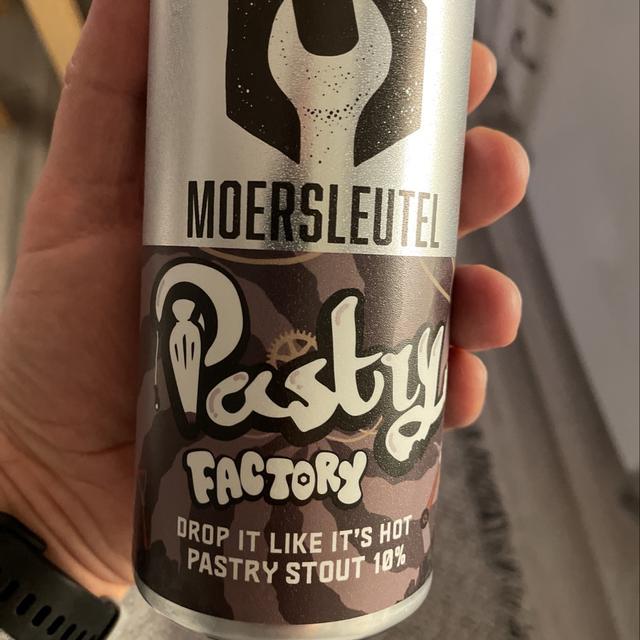 MOERSLEUTEL
Pastry
FACTORY
DROP IT LIKE IT'S HOT
PASTRY STOUT 10%